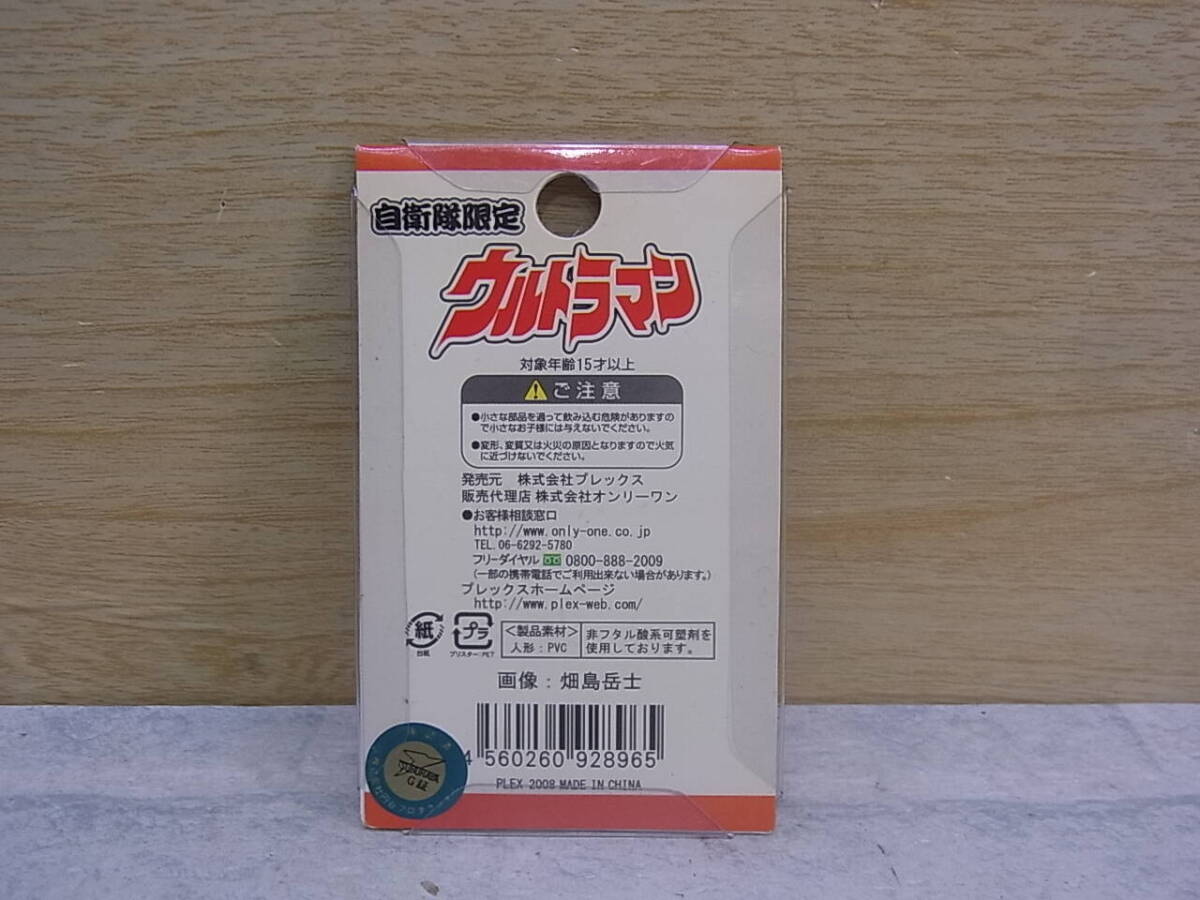 自衛隊限定
ウルトラマン
対象年齢15才以上
ご注意
●小さな部品を過って飲み込む危険がありますの
で小さなお子様には与えないでください。
●変形、変質又は火災の原因となりますので火気
に近づけないでください。
発売元 株式会社プレックス
販売代理店 株式会社オンリーワン
●お客様相談窓口
http://www.only-one.co.jp
TEL.06-6292-5780
フリーダイヤル 0800-888-2009
(一部の携帯電話でご利用出来ない場合があります。)
プレックスホームページ
http://www.plex-web.com/
紙
台紙
プラ
ブリスター:PET
<製品素材>
人形:PVC
非フタル酸系可塑剤を
使用しております。
画像:畑島岳士
4 560260 928965
PLEX 2008 MADE IN CHINA
G証